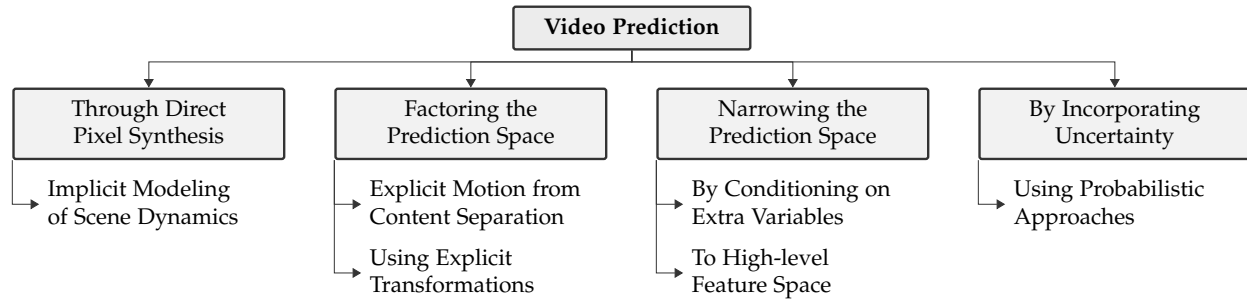 Video Prediction
Through Direct
Pixel Synthesis
Implicit Modeling
of Scene Dynamics
Factoring the
Prediction Space
Explicit Motion from
Content Separation
Using Explicit
Transformations
Narrowing the
Prediction Space
By Conditioning on
Extra Variables
To High-level
Feature Space
By Incorporating
Uncertainty
Using Probabilistic
Approaches